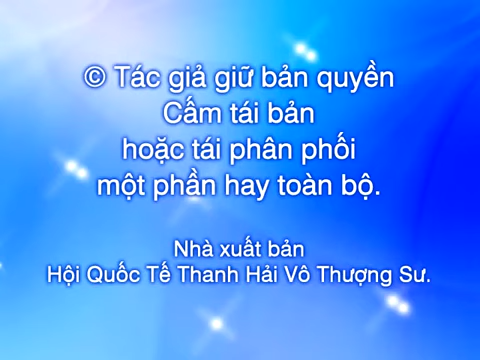 © Tác giả giữ bản quyền
Cấm tái bản
hoặc tái phân phối
một phần hay toàn bộ.
Nhà xuất bản
Hội Quốc Tế Thanh Hải Vô Thượng Sư.